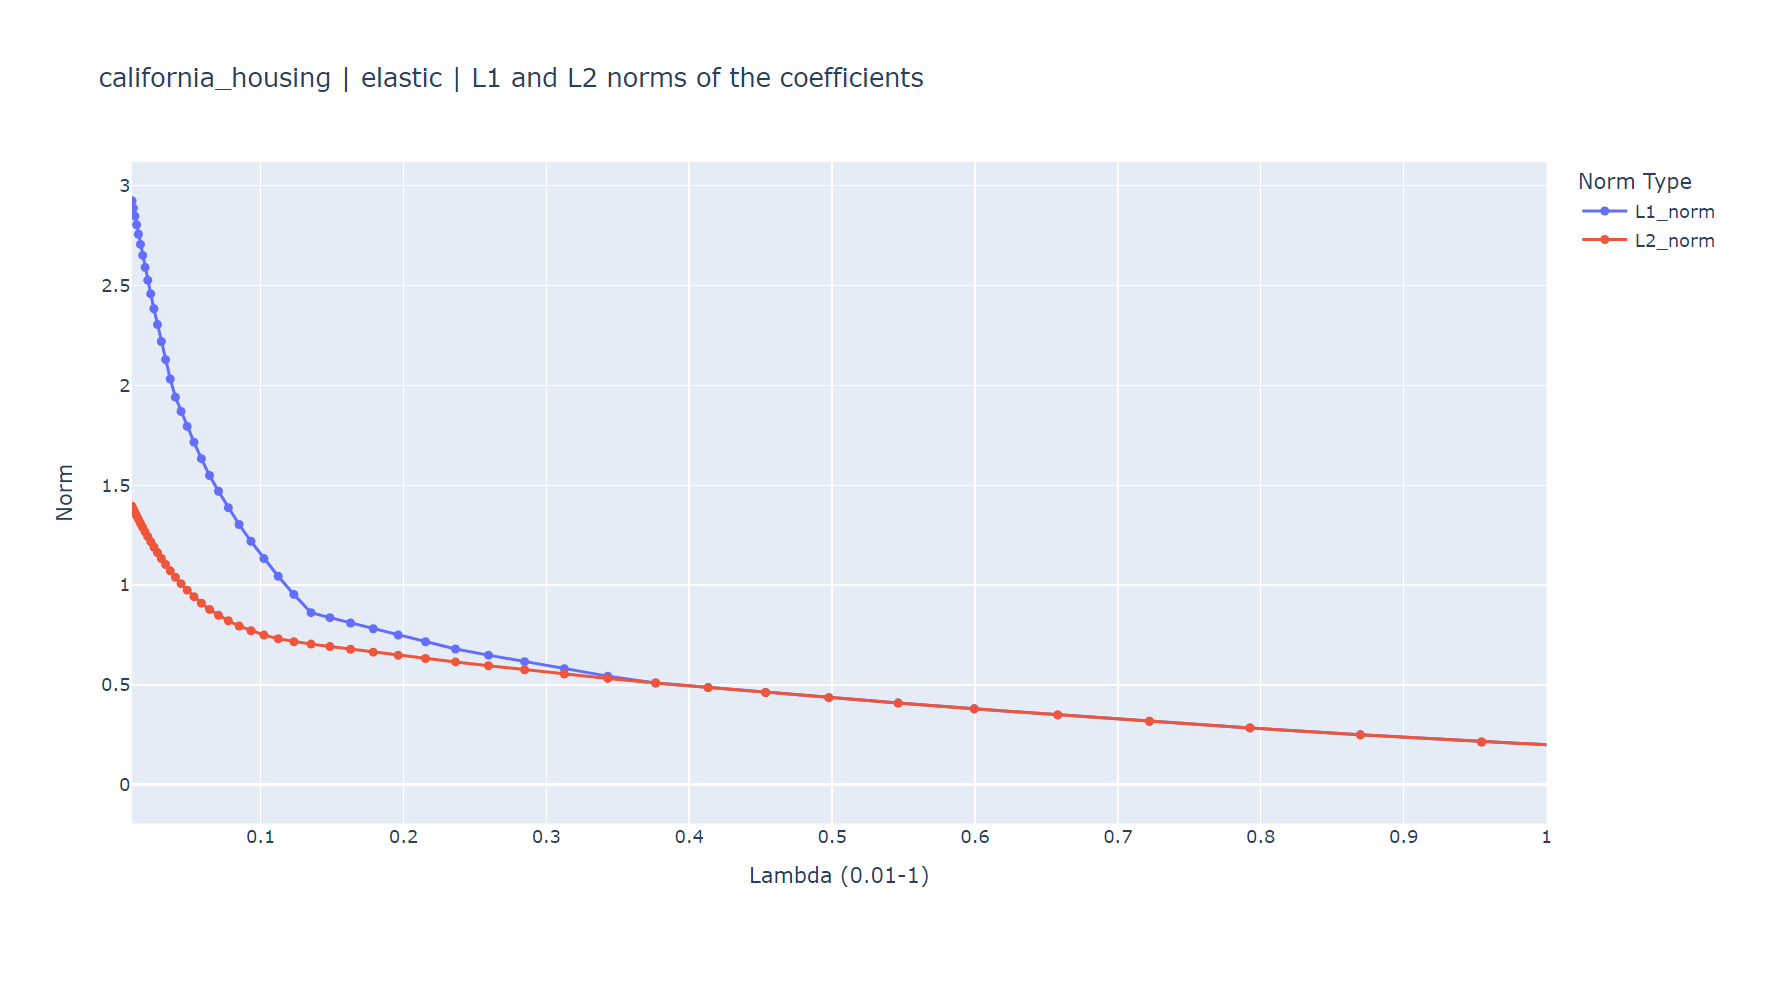 california_housing | elastic | L1 and L2 norms of the coefficients
Norm Type
L1_norm
L2_norm
3
2.5
2
1.5
1
0.5
0
Norm
0.1
0.2
0.3
0.4
0.5
0.6
0.7
0.8
0.9
1
Lambda (0.01-1)